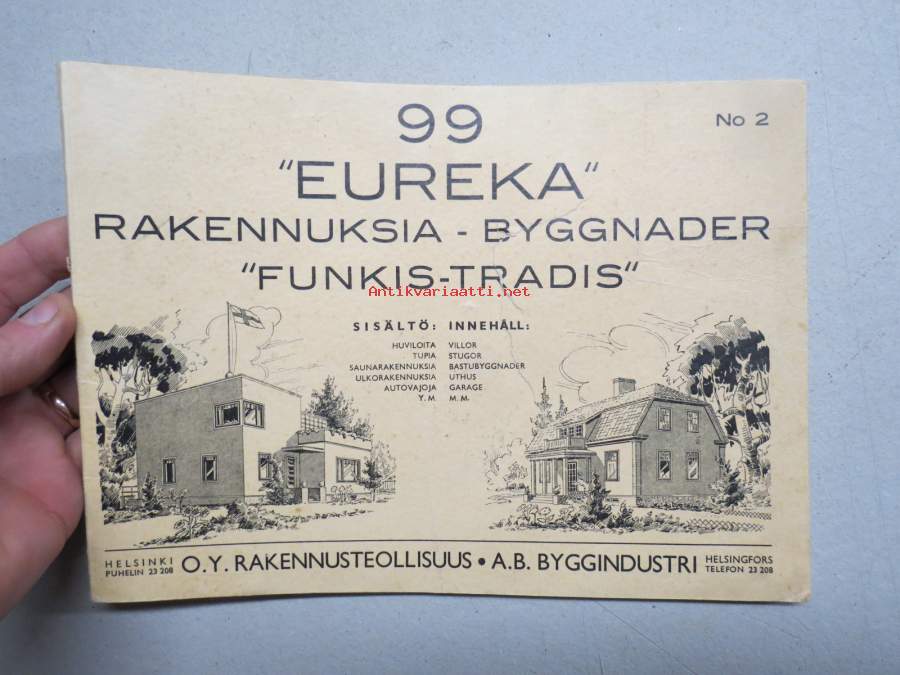 99
No 2
"EUREKA"
RAKENNUKSIA - BYGGNADER
"FUNKIS-TRADIS"
Antikvariaatti.net
SISÄLTÖ: INNEHÅLL:
HUVILOITA VILLOR
TUPIA STUGOR
SAUNARAKENNUKSIA BASTUBYGGNADER
ULKORAKENNUKSIA UTHUS
AUTOVAJOJA GARAGE
Y. M. M. M.
HELSINKI
PUHELIN 23 208
O.Y. RAKENNUSTEOLLISUUS • A.B. BYGGINDUSTRI
HELSINGFORS
TELEFON 23 208